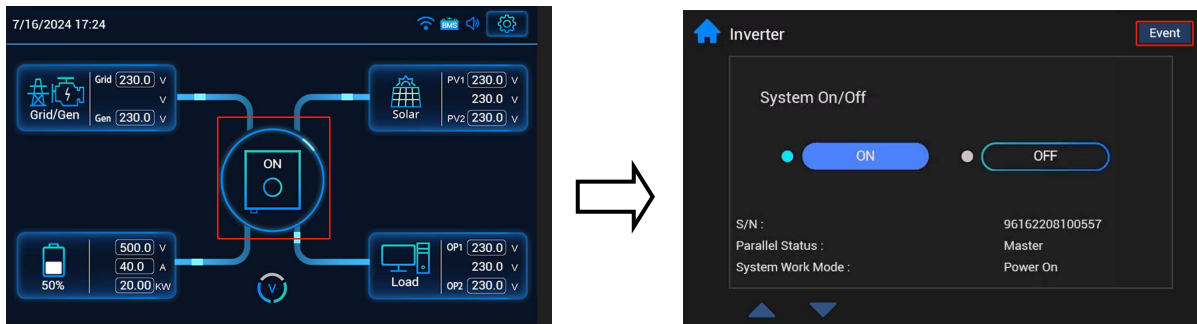 7/16/2024 17:24
BMS
Grid 230.0 V
V
Grid/Gen
Gen 230.0 V
PV1 230.0 V
230.0 V
Solar
PV2 230.0 V
ON
500.0 V
40.0 A
50%
20.00 KW
V
OP1 230.0 V
230.0 V
Load
OP2 230.0 V
Inverter
Event
System On/Off
ON
OFF
S/N : 96162208100557
Parallel Status : Master
System Work Mode : Power On